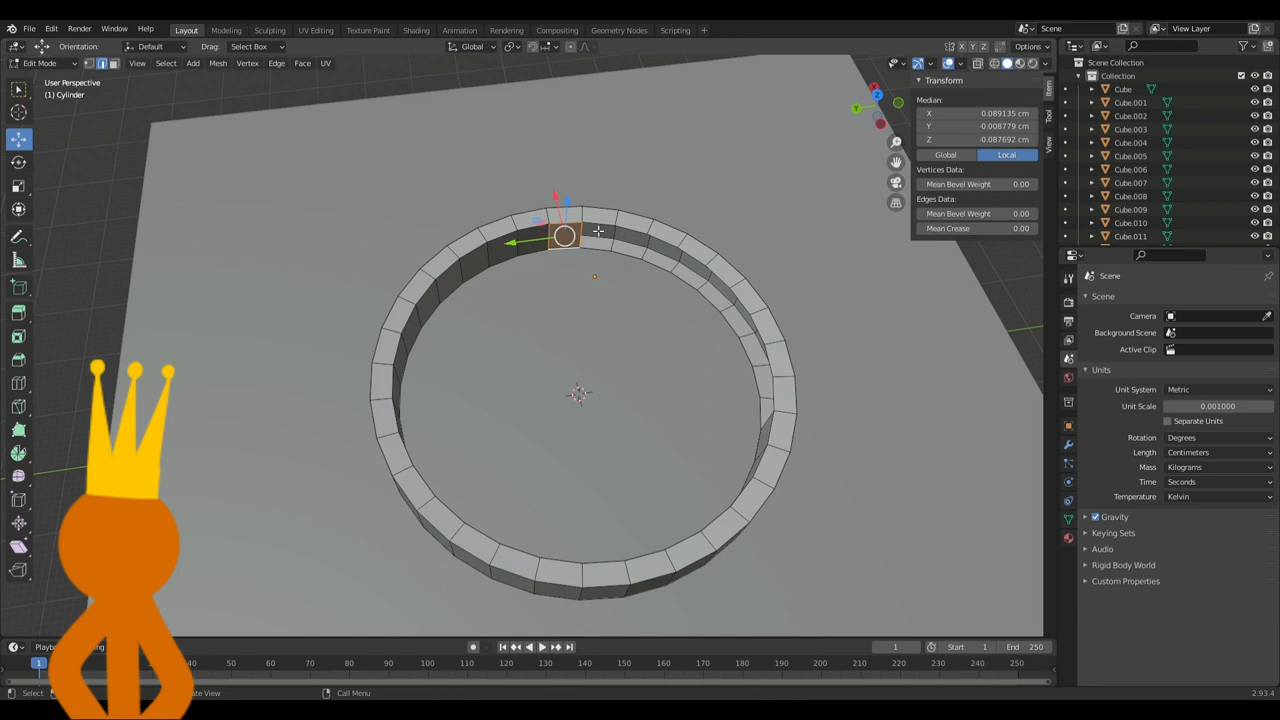 File Edit Render Window Help Layout Modeling Sculpting UV Editing Texture Paint Shading Animation Rendering Compositing Geometry Nodes Scripting + Scene View Layer
Orientation: Default Drag: Select Box Global X Y Z Options
Edit Mode View Select Add Mesh Vertex Edge Face UV
User Perspective
(1) Cylinder
Transform
Median:
X 0.089135 cm
Y -0.008779 cm
Z -0.087692 cm
Global Local
Vertices Data:
Mean Bevel Weight 0.00
Edges Data:
Mean Bevel Weight 0.00
Mean Crease 0.00
Item
Tool
View
X
Y
Z
Scene Collection
Collection
Cube
Cube.001
Cube.002
Cube.003
Cube.004
Cube.005
Cube.006
Cube.007
Cube.008
Cube.009
Cube.010
Cube.011
Scene
Scene
Camera
Background Scene
Active Clip
Units
Unit System Metric
Unit Scale 0.001000
Separate Units
Rotation Degrees
Length Centimeters
Mass Kilograms
Time Seconds
Temperature Kelvin
Gravity
Keying Sets
Audio
Rigid Body World
Custom Properties
1 Start 1 End 250
1 20 30 40 50 60 70 80 90 100 110 120 130 140 150 160 170 180 190 200 210 220 230 240 250
Select Call Menu 2.93.4